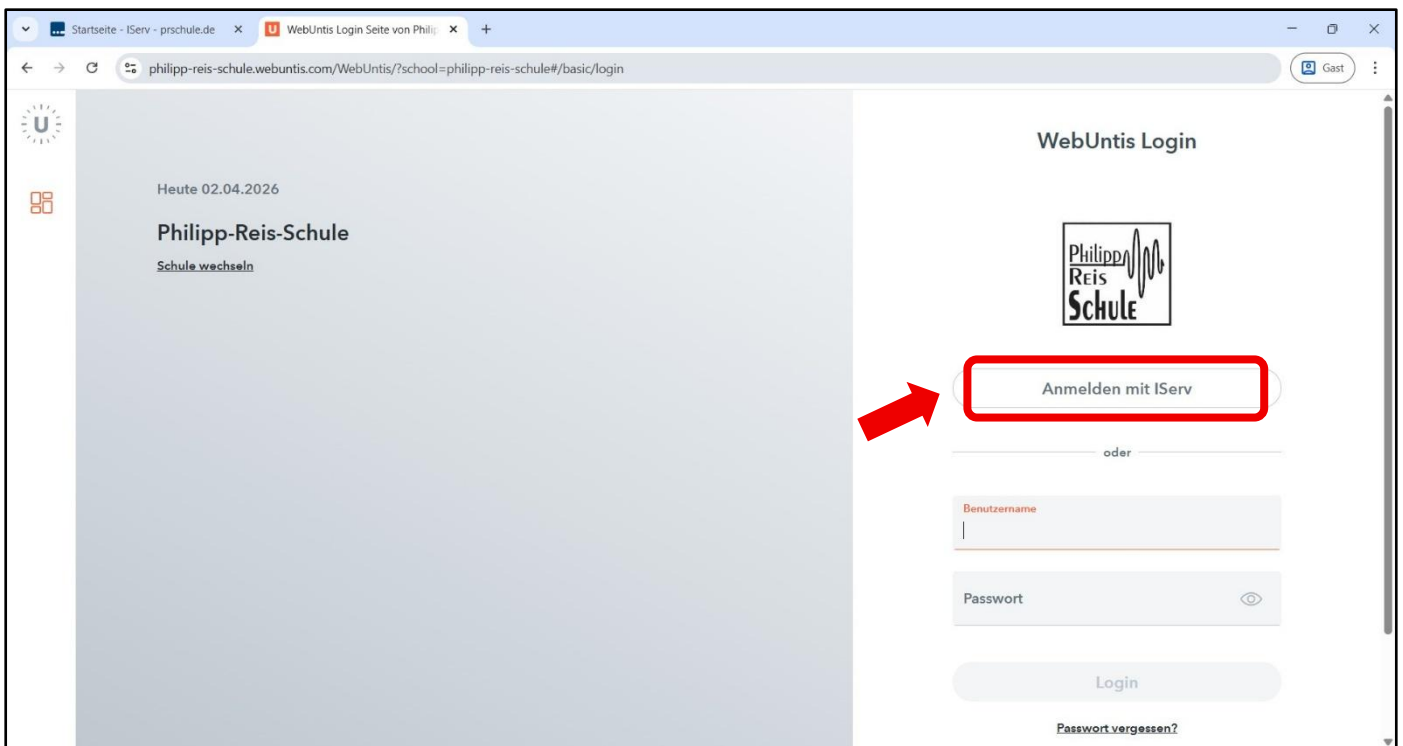 Startseite - IServ - prschule.de
WebUntis Login Seite von Philip
philipp-reis-schule.webuntis.com/WebUntis/?school=philipp-reis-schule#/basic/login
Gast
U
WebUntis Login
Heute 02.04.2026
Philipp-Reis-Schule
Schule wechseln
Philipp
REIS
SchulE
Anmelden mit IServ
oder
Benutzername
Passwort
Login
Passwort vergessen?